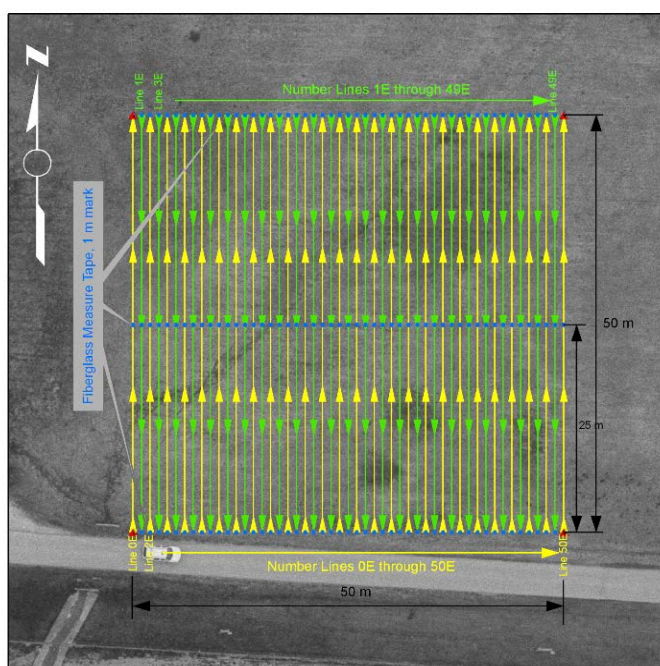 N
Line 1E
Line 3E
Number Lines 1E through 49E
Line 49E
Fiberglass Measure Tape, 1 m mark
50 m
25 m
Line 0E
Line 2E
Number Lines 0E through 50E
Line 50E
50 m